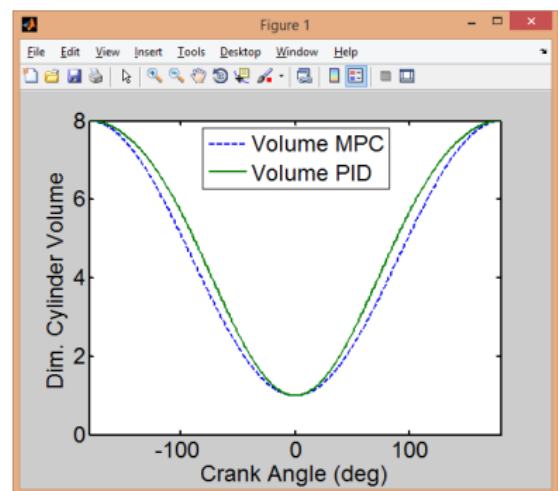 Figure 1
File Edit View Insert Tools Desktop Window Help
8
Volume MPC
Volume PID
6
4
2
0
Dim. Cylinder Volume
-100 0 100
Crank Angle (deg)